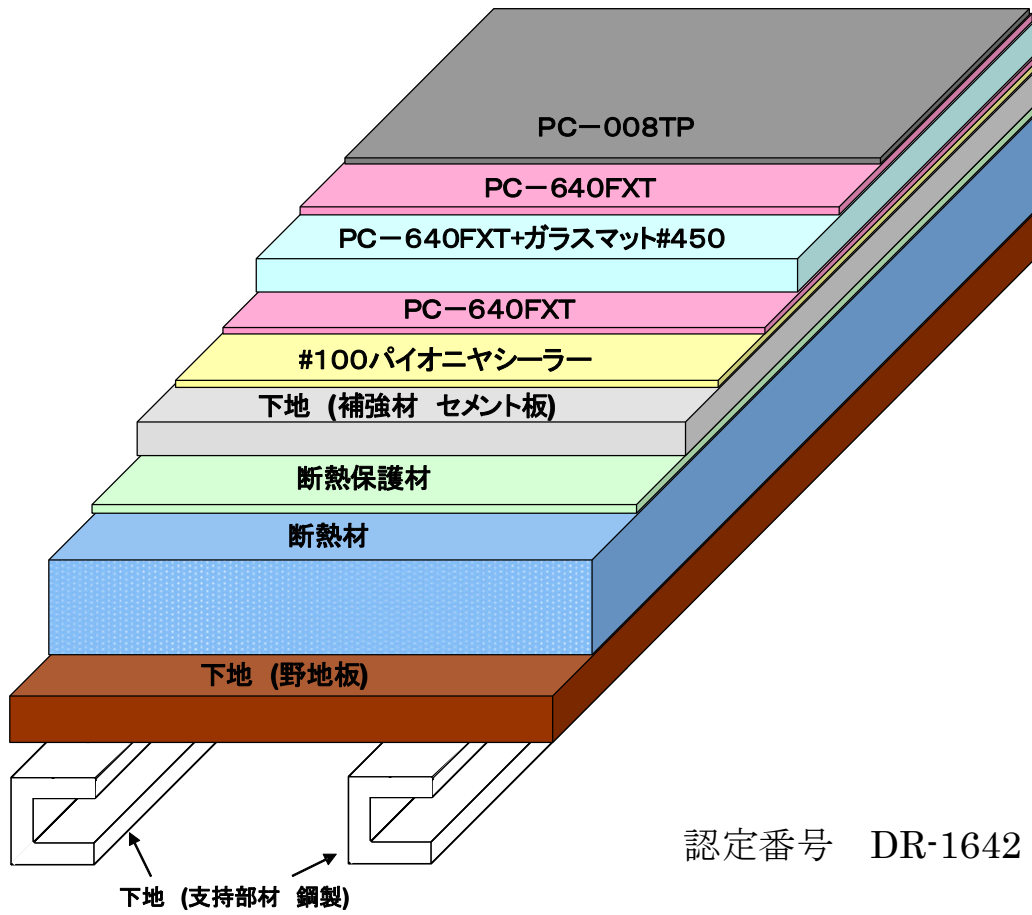 PC-008TP
PC-640FXT
PC-640FXT+ガラスマット#450
PC-640FXT
#100パイオニヤシーラー
下地 (補強材 セメント板)
断熱保護材
断熱材
下地 (野地板)
下地 (支持部材 鋼製)
認定番号 DR-1642